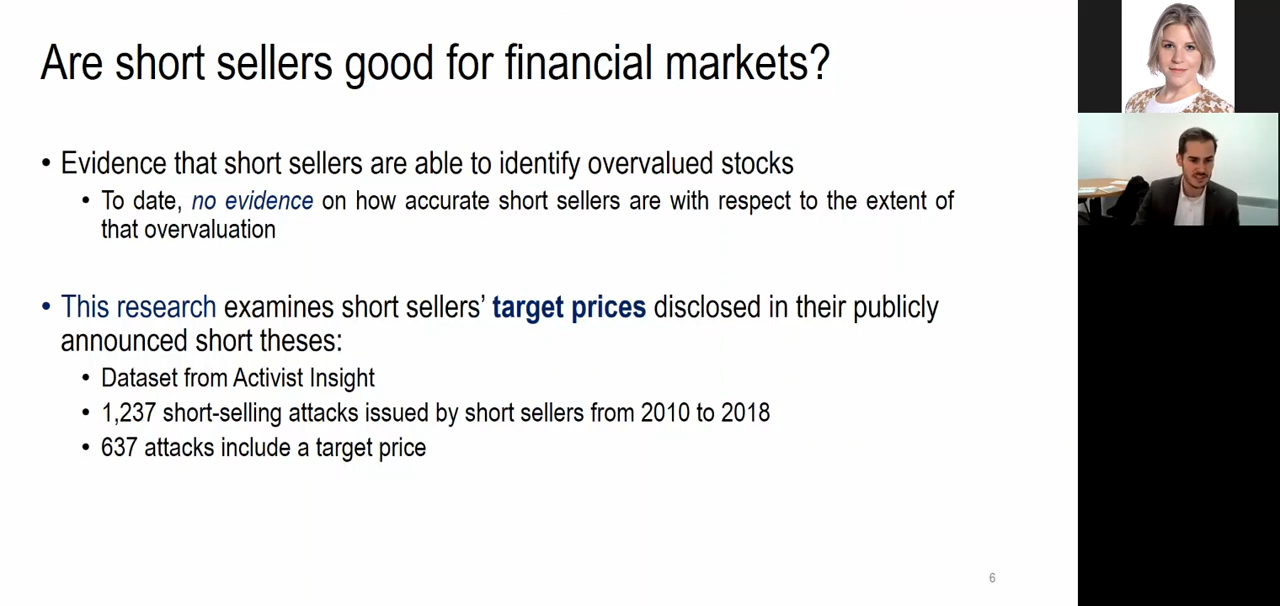 Are short sellers good for financial markets?
• Evidence that short sellers are able to identify overvalued stocks
• To date, no evidence on how accurate short sellers are with respect to the extent of
that overvaluation
• This research examines short sellers’ target prices disclosed in their publicly
announced short theses:
• Dataset from Activist Insight
• 1,237 short-selling attacks issued by short sellers from 2010 to 2018
• 637 attacks include a target price
6